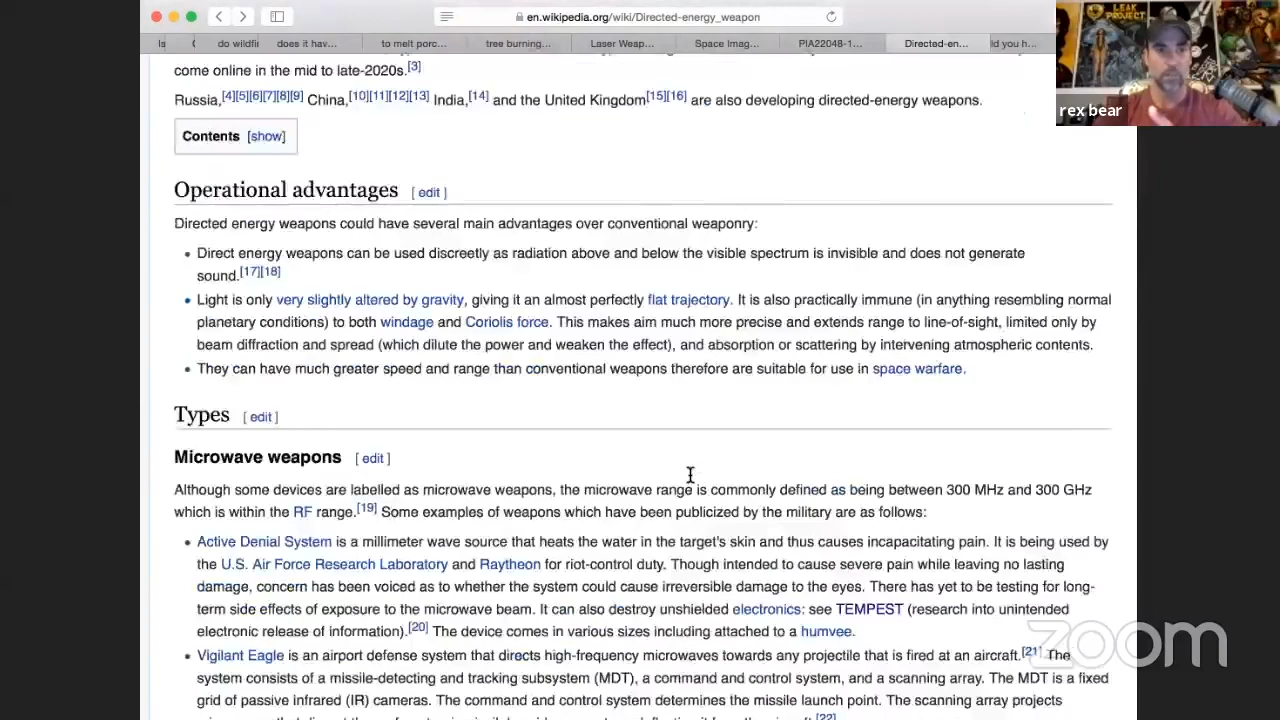 en.wikipedia.org/wiki/Directed-energy_weapon
do wildfi
does it hav...
to melt porc...
tree burning...
Laser Weap...
Space Imag...
PIA22048-1...
Directed-en...
ld you h...
LEAK PROJECT
rex bear
come online in the mid to late-2020s.[3]
Russia,[4][5][6][7][8][9] China,[10][11][12][13] India,[14] and the United Kingdom[15][16] are also developing directed-energy weapons.
Contents [show]
Operational advantages [ edit ]
Directed energy weapons could have several main advantages over conventional weaponry:
• Direct energy weapons can be used discreetly as radiation above and below the visible spectrum is invisible and does not generate
sound.[17][18]
• Light is only very slightly altered by gravity, giving it an almost perfectly flat trajectory. It is also practically immune (in anything resembling normal
planetary conditions) to both windage and Coriolis force. This makes aim much more precise and extends range to line-of-sight, limited only by
beam diffraction and spread (which dilute the power and weaken the effect), and absorption or scattering by intervening atmospheric contents.
• They can have much greater speed and range than conventional weapons therefore are suitable for use in space warfare.
Types [ edit ]
Microwave weapons [ edit ]
Although some devices are labelled as microwave weapons, the microwave range is commonly defined as being between 300 MHz and 300 GHz
which is within the RF range.[19] Some examples of weapons which have been publicized by the military are as follows:
• Active Denial System is a millimeter wave source that heats the water in the target's skin and thus causes incapacitating pain. It is being used by
the U.S. Air Force Research Laboratory and Raytheon for riot-control duty. Though intended to cause severe pain while leaving no lasting
damage, concern has been voiced as to whether the system could cause irreversible damage to the eyes. There has yet to be testing for long-
term side effects of exposure to the microwave beam. It can also destroy unshielded electronics: see TEMPEST (research into unintended
electronic release of information).[20] The device comes in various sizes including attached to a humvee.
• Vigilant Eagle is an airport defense system that directs high-frequency microwaves towards any projectile that is fired at an aircraft.[21] The
system consists of a missile-detecting and tracking subsystem (MDT), a command and control system, and a scanning array. The MDT is a fixed
grid of passive infrared (IR) cameras. The command and control system determines the missile launch point. The scanning array projects
[22]
zoom